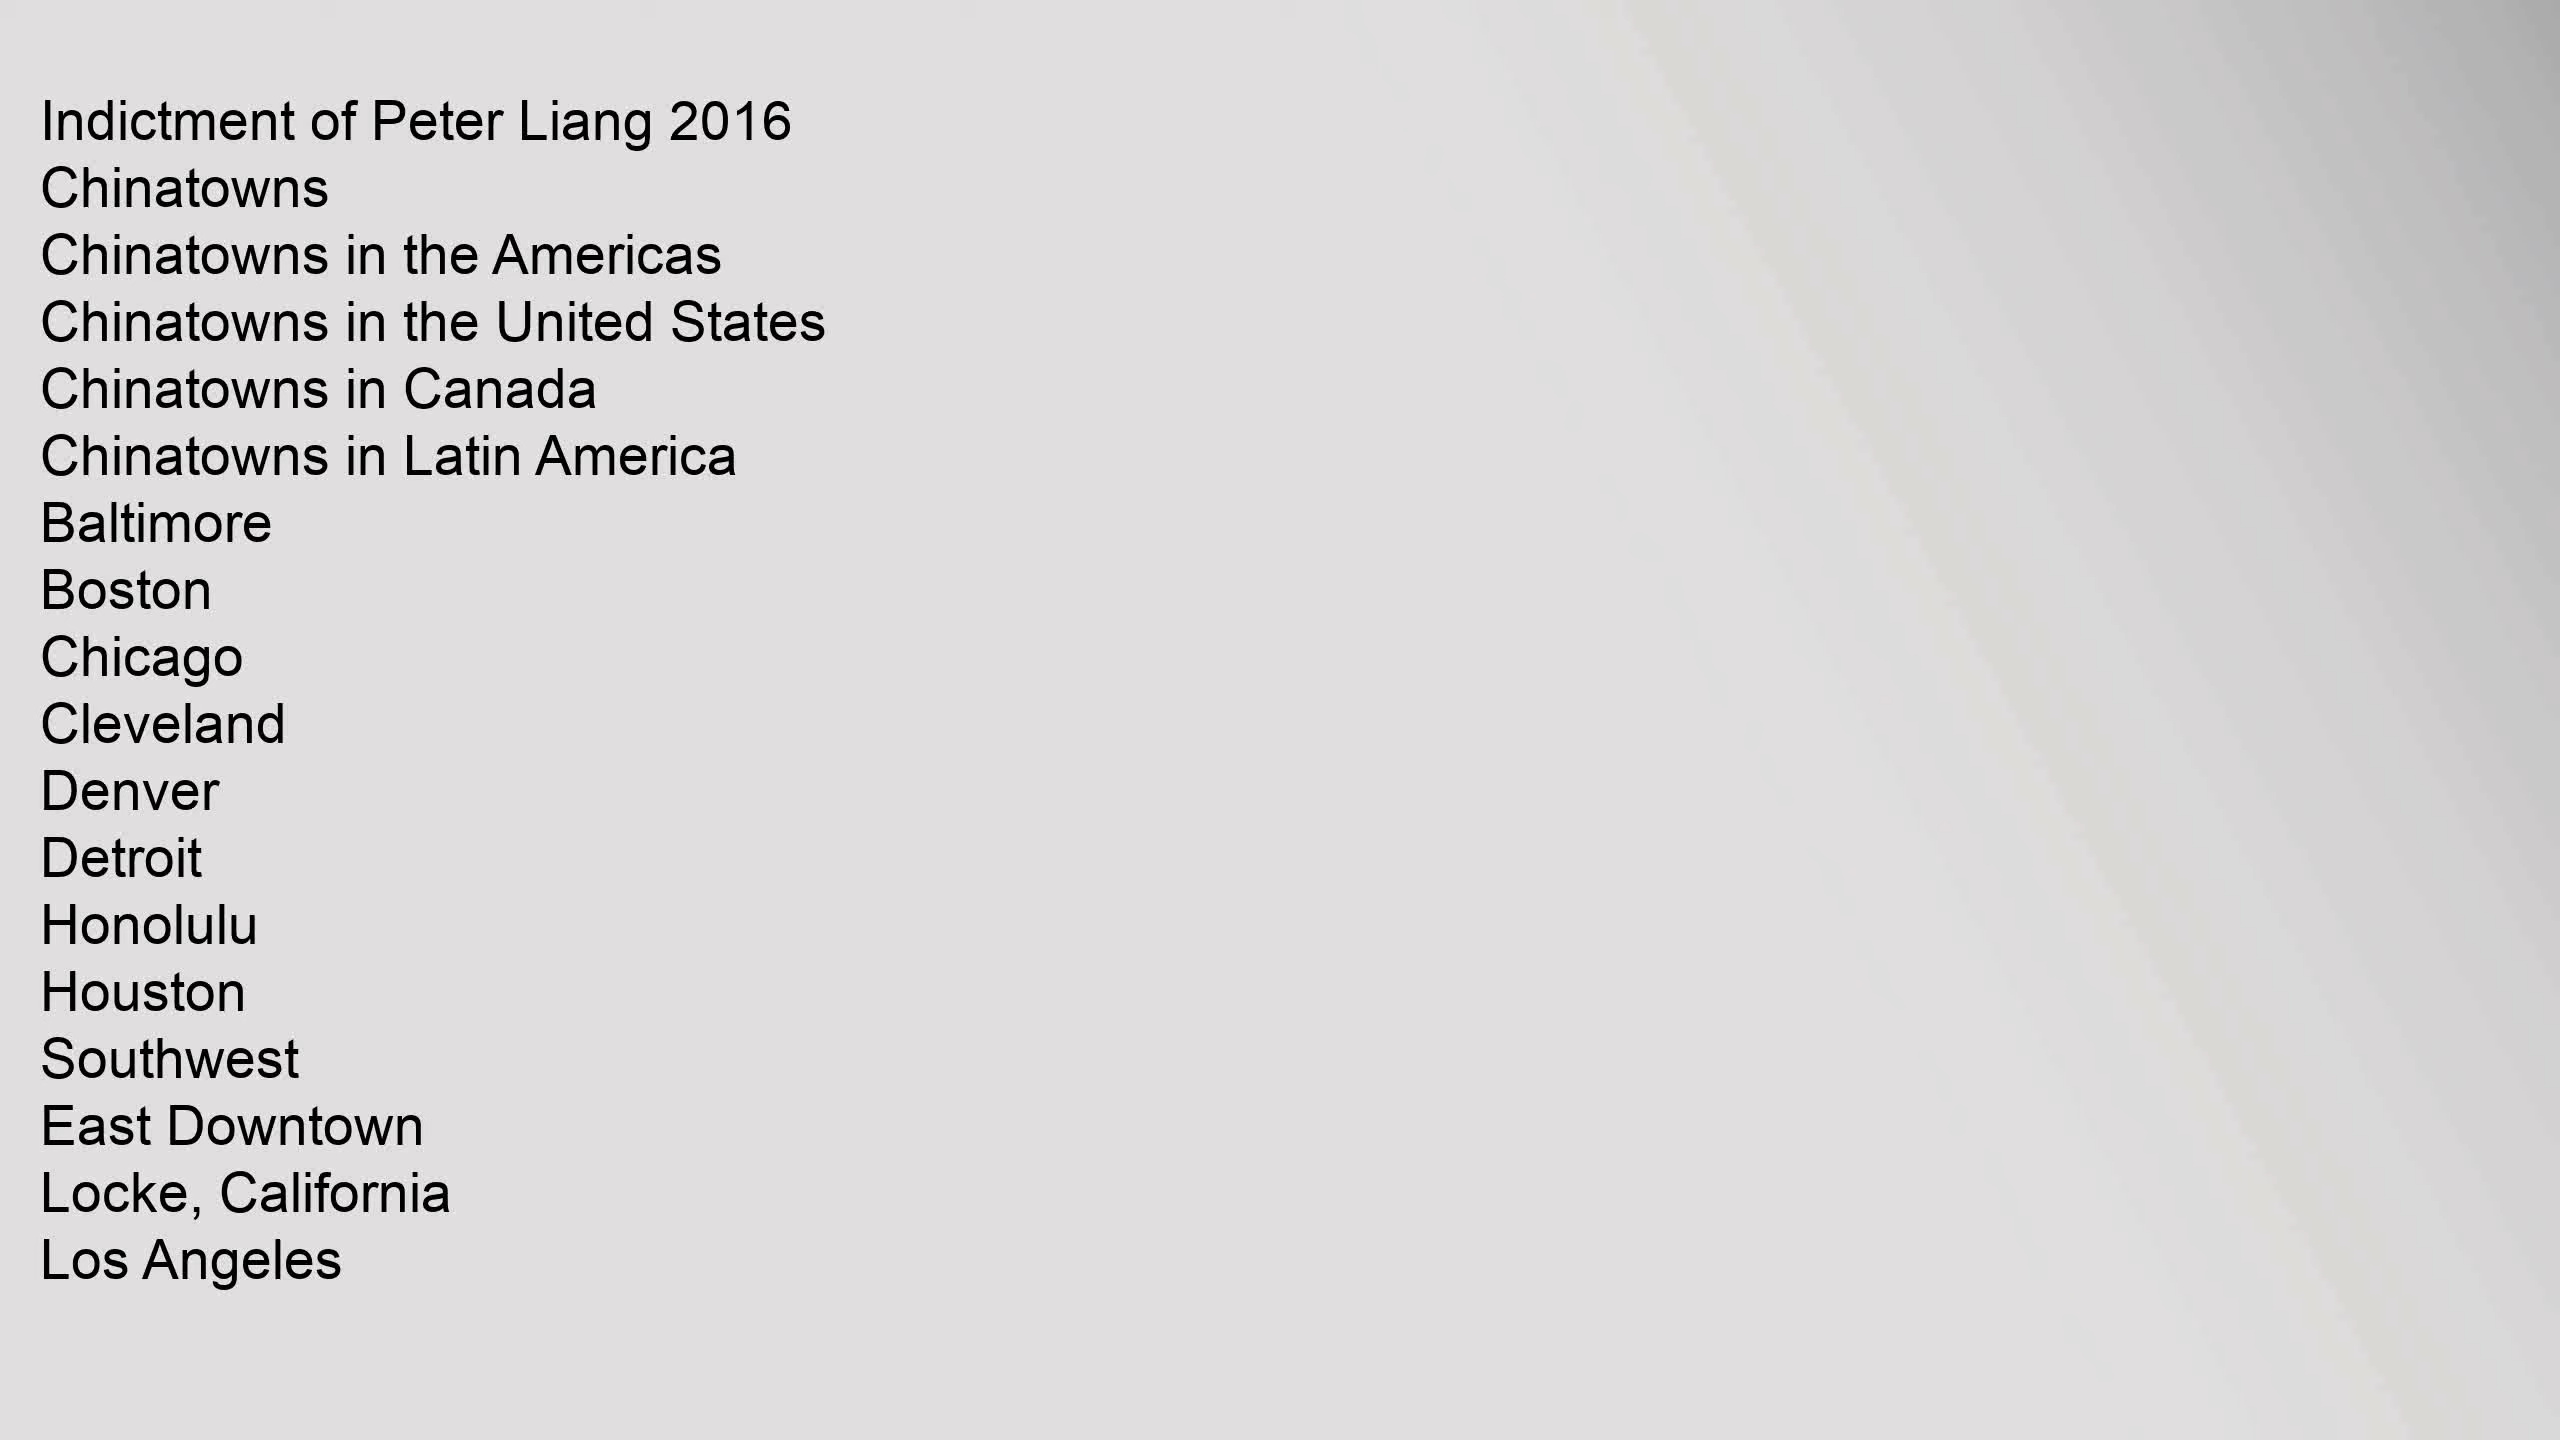 Indictment of Peter Liang 2016
Chinatowns
Chinatowns in the Americas
Chinatowns in the United States
Chinatowns in Canada
Chinatowns in Latin America
Baltimore
Boston
Chicago
Cleveland
Denver
Detroit
Honolulu
Houston
Southwest
East Downtown
Locke, California
Los Angeles